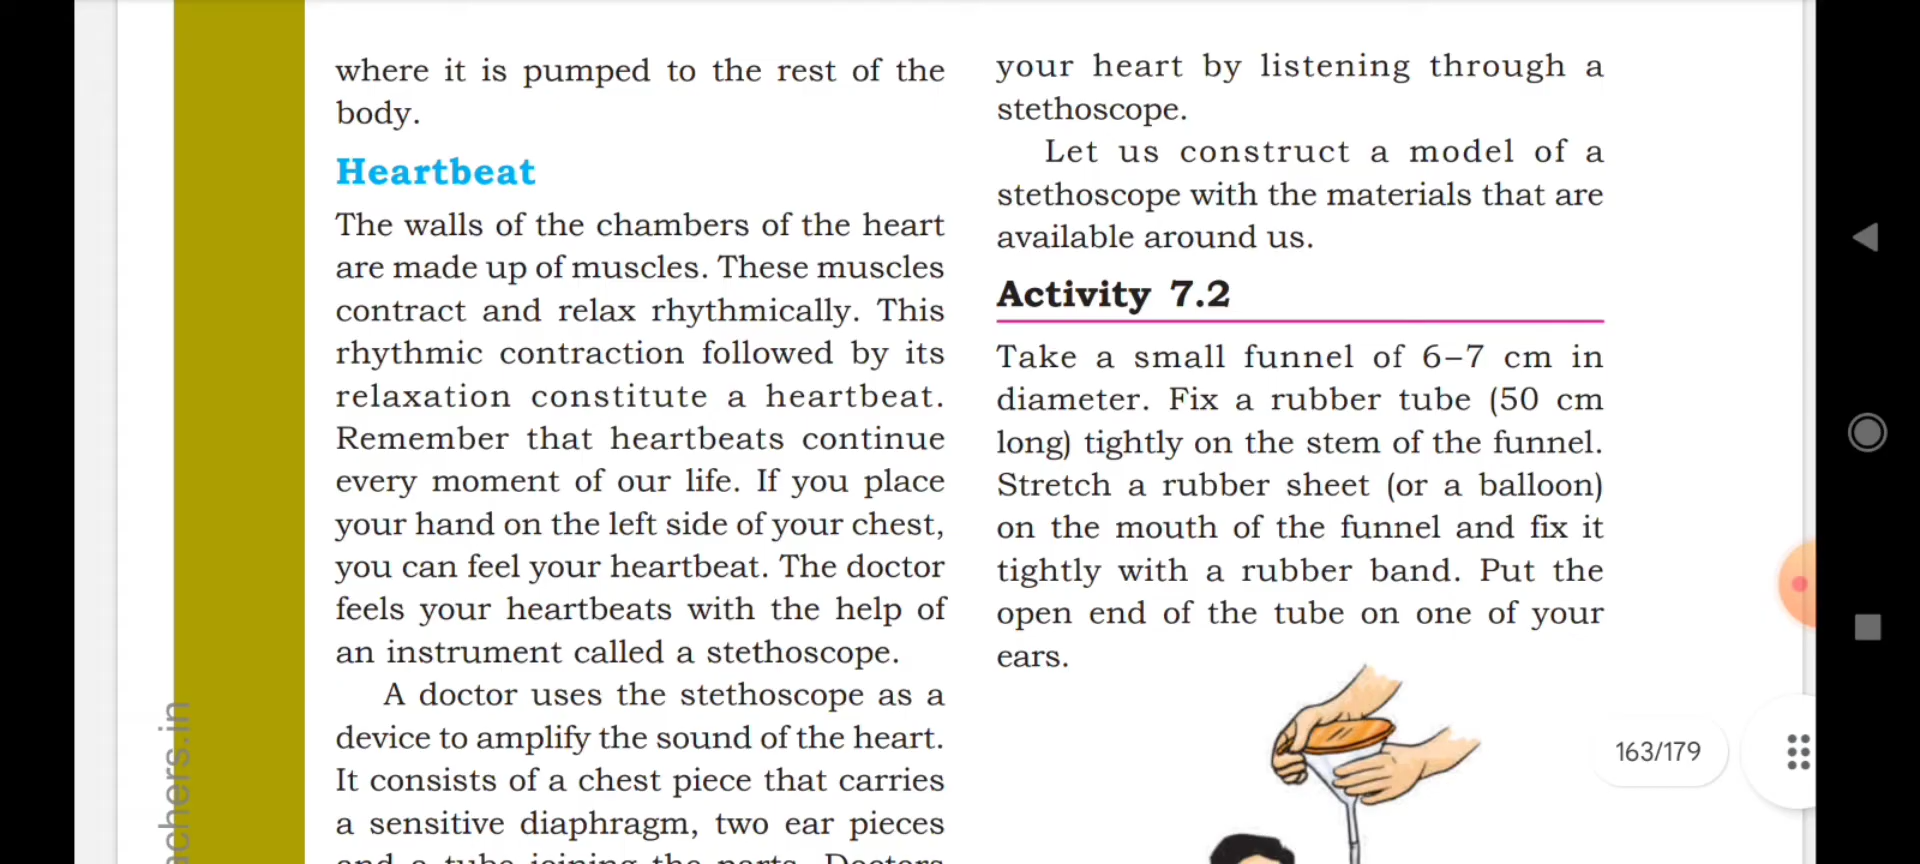 where it is pumped to the rest of the
body.
Heartbeat
The walls of the chambers of the heart
are made up of muscles. These muscles
contract and relax rhythmically. This
rhythmic contraction followed by its
relaxation constitute a heartbeat.
Remember that heartbeats continue
every moment of our life. If you place
your hand on the left side of your chest,
you can feel your heartbeat. The doctor
feels your heartbeats with the help of
an instrument called a stethoscope.
A doctor uses the stethoscope as a
device to amplify the sound of the heart.
It consists of a chest piece that carries
a sensitive diaphragm, two ear pieces
and a tube joining the parts. Doctors
your heart by listening through a
stethoscope.
Let us construct a model of a
stethoscope with the materials that are
available around us.
Activity 7.2
Take a small funnel of 6–7 cm in
diameter. Fix a rubber tube (50 cm
long) tightly on the stem of the funnel.
Stretch a rubber sheet (or a balloon)
on the mouth of the funnel and fix it
tightly with a rubber band. Put the
open end of the tube on one of your
ears.
163/179
achers.in